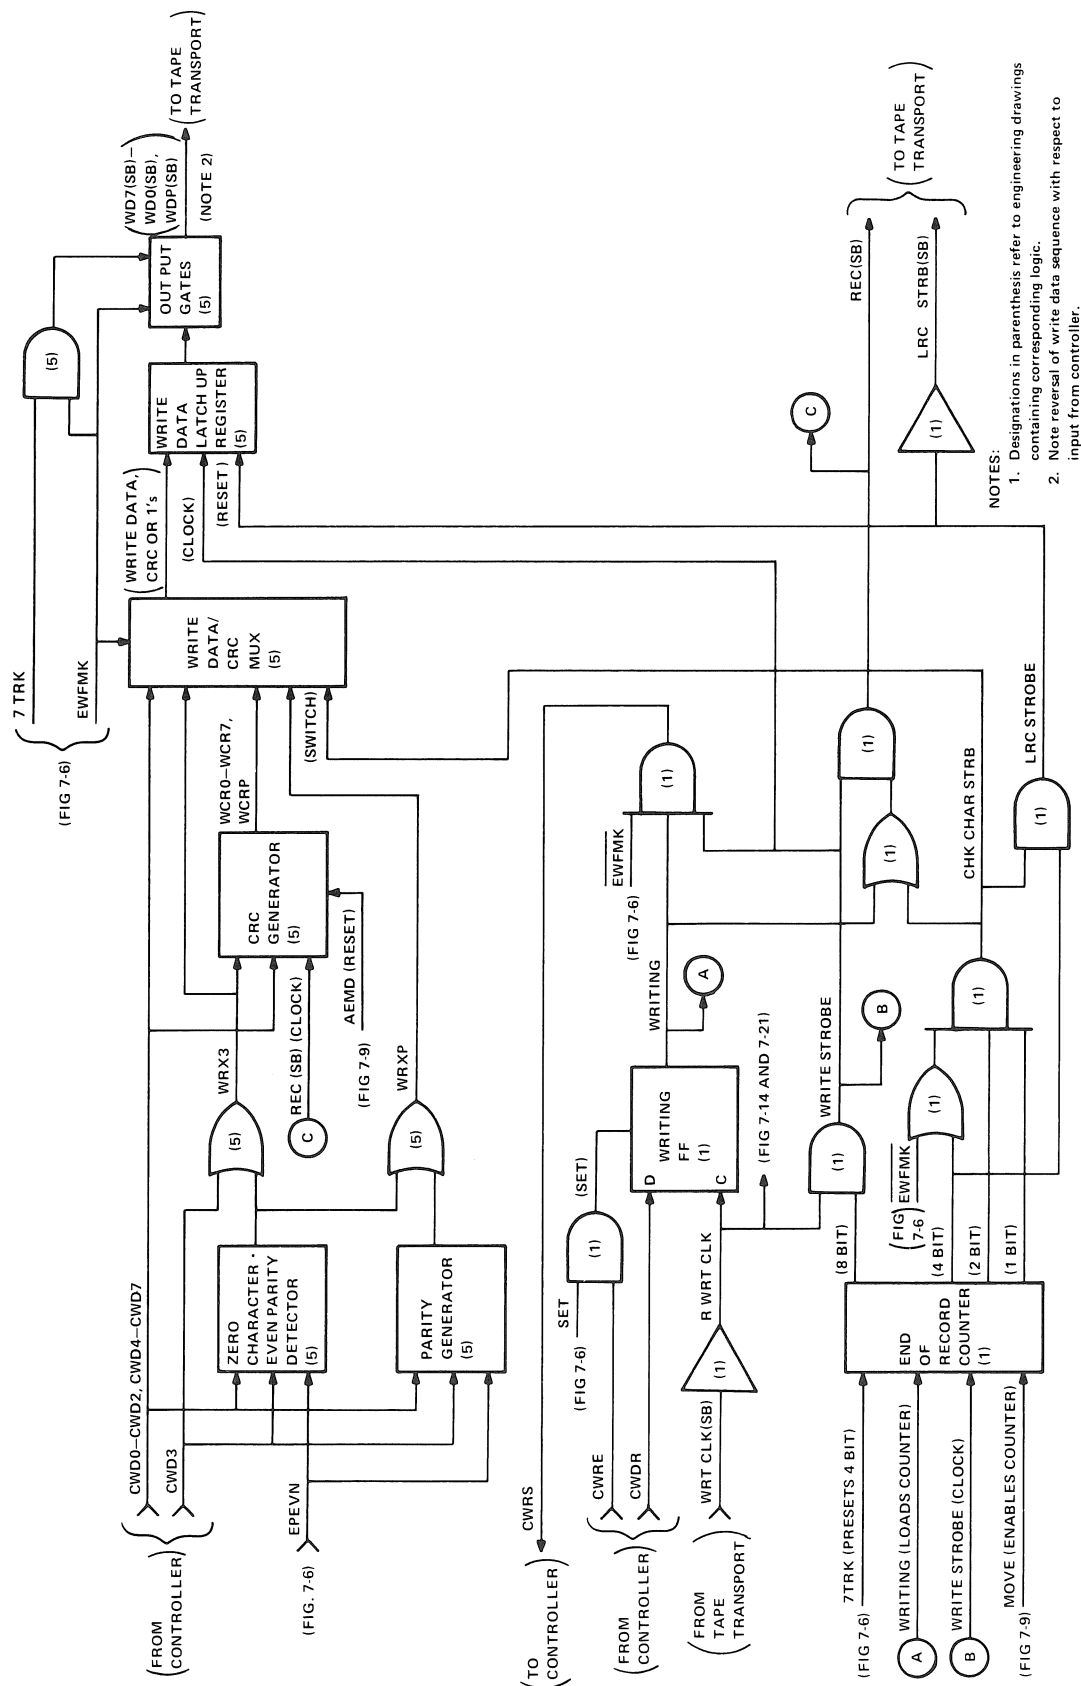 (FROM
CONTROLLER)
CWD0–CWD2, CWD4–CWD7
CWD3
EPEVN
(FIG. 7-6)
ZERO
CHARACTER •
EVEN PARITY
DETECTOR
(5)
PARITY
GENERATOR
(5)
(5)
WRX3
(5)
WRXP
C
REC (SB) (CLOCK)
AEMD (RESET)
(FIG 7-9)
CRC
GENERATOR
(5)
WCR0–WCR7,
WCRP
(SWITCH)
(FIG 7-6)
7 TRK
EWFMK
WRITE
DATA/
CRC
MUX
(5)
(WRITE DATA,
CRC OR 1's)
(CLOCK)
(RESET)
WRITE
DATA
LATCH UP
REGISTER
(5)
(5)
OUT PUT
GATES
(5)
(WD7(SB)–
WD0(SB),
WDP(SB))
(NOTE 2)
(TO TAPE
TRANSPORT)
(TO
CONTROLLER)
CWRS
(FROM
CONTROLLER)
CWRE
CWDR
(FIG 7-6)
SET
(1)
(SET)
(FROM
TAPE
TRANSPORT)
WRT CLK(SB)
(1)
R WRT CLK
D
C
WRITING
FF
(1)
(FIG 7-14 AND 7-21)
WRITING
A
(FIG 7-6)
EWFMK
(1)
(1)
WRITE STROBE
B
(1)
(1)
C
REC(SB)
(1)
LRC STRB(SB)
(TO TAPE
TRANSPORT)
(FIG 7-6)
7TRK (PRESETS 4 BIT)
A
WRITING (LOADS COUNTER)
B
WRITE STROBE (CLOCK)
(FIG 7-9)
MOVE (ENABLES COUNTER)
END
OF
RECORD
COUNTER
(1)
(8 BIT)
(FIG
7-6)
EWFMK
(4 BIT)
(2 BIT)
(1 BIT)
(1)
(1)
CHK CHAR STRB
(1)
LRC STROBE
NOTES:
1. Designations in parenthesis refer to engineering drawings
containing corresponding logic.
2. Note reversal of write data sequence with respect to
input from controller.